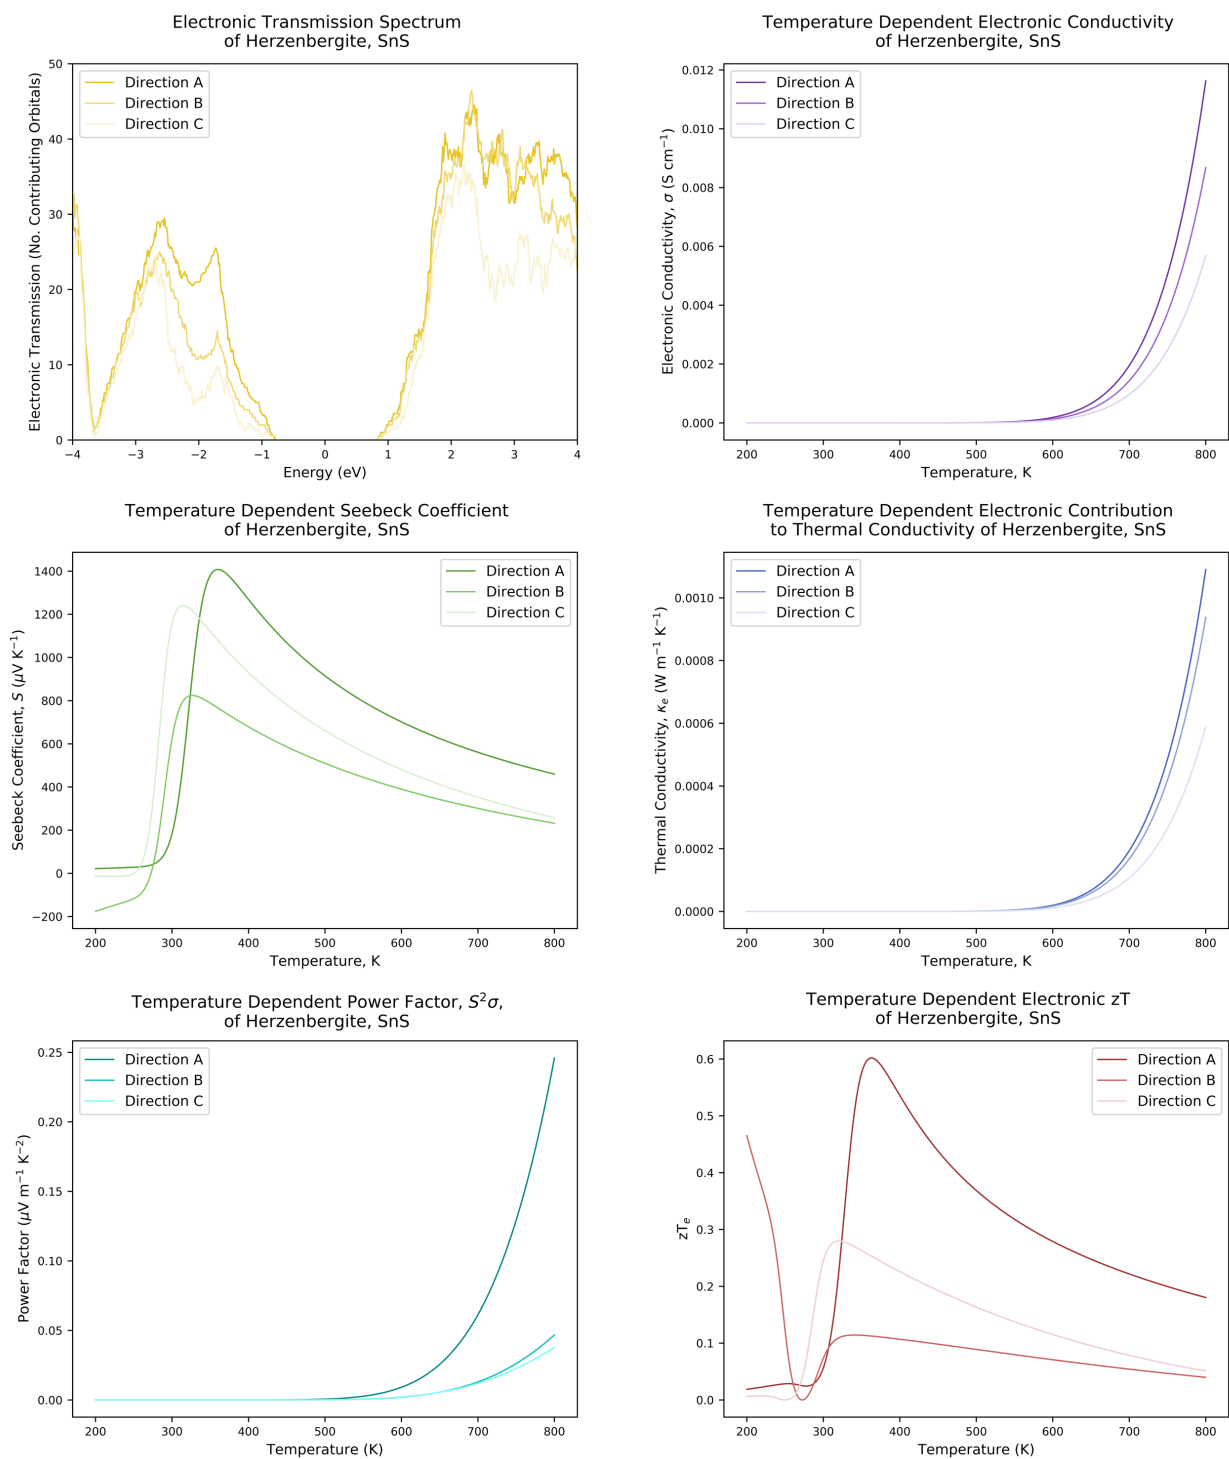 Electronic Transmission Spectrum
of Herzenbergite, SnS
Electronic Transmission (No. Contributing Orbitals)
50
40
30
20
10
0
Direction A
Direction B
Direction C
−4
−3
−2
−1
0
1
2
3
4
Energy (eV)
Temperature Dependent Electronic Conductivity
of Herzenbergite, SnS
Electronic Conductivity, σ (S cm⁻¹)
0.012
0.010
0.008
0.006
0.004
0.002
0.000
Direction A
Direction B
Direction C
200
300
400
500
600
700
800
Temperature, K
Temperature Dependent Seebeck Coefficient
of Herzenbergite, SnS
Seebeck Coefficient, S (μV K⁻¹)
1400
1200
1000
800
600
400
200
0
−200
Direction A
Direction B
Direction C
200
300
400
500
600
700
800
Temperature, K
Temperature Dependent Electronic Contribution
to Thermal Conductivity of Herzenbergite, SnS
Thermal Conductivity, κₑ (W m⁻¹ K⁻¹)
0.0010
0.0008
0.0006
0.0004
0.0002
0.0000
Direction A
Direction B
Direction C
200
300
400
500
600
700
800
Temperature, K
Temperature Dependent Power Factor, S²σ,
of Herzenbergite, SnS
Power Factor (μV m⁻¹ K⁻²)
0.25
0.20
0.15
0.10
0.05
0.00
Direction A
Direction B
Direction C
200
300
400
500
600
700
800
Temperature (K)
Temperature Dependent Electronic zT
of Herzenbergite, SnS
zTₑ
0.6
0.5
0.4
0.3
0.2
0.1
0.0
Direction A
Direction B
Direction C
200
300
400
500
600
700
800
Temperature (K)